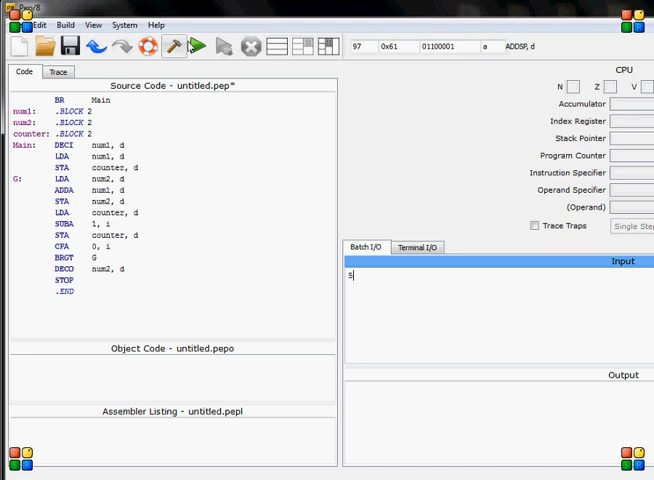 Pep/8
Edit Build View System Help
97 0x61 01100001 a ADDSP, d
Code Trace
Source Code - untitled.pep*
BR Main
num1: .BLOCK 2
num2: .BLOCK 2
counter: .BLOCK 2
Main: DECI num1, d
LDA num1, d
STA counter, d
G: LDA num2, d
ADDA num1, d
STA num2, d
LDA counter, d
SUBA 1, i
STA counter, d
CPA 0, i
BRGT G
DECO num2, d
STOP
.END
Object Code - untitled.pepo
Assembler Listing - untitled.pepl
CPU
N Z V
Accumulator
Index Register
Stack Pointer
Program Counter
Instruction Specifier
Operand Specifier
(Operand)
Trace Traps Single Ste
Batch I/O Terminal I/O
Input
5
Output